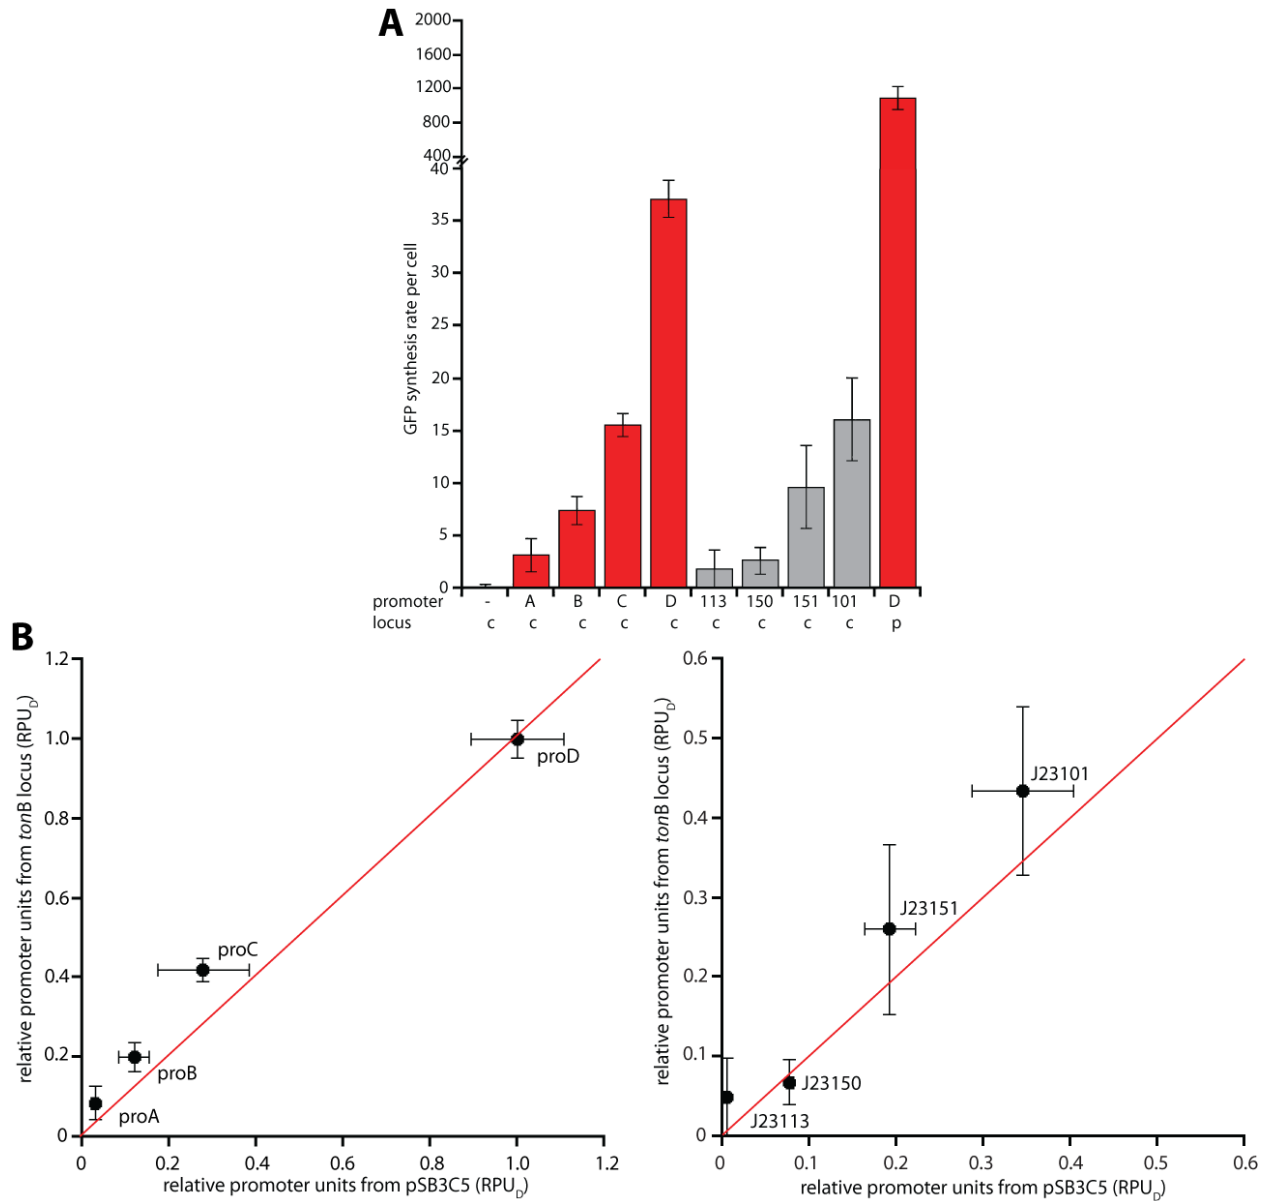 A
2000
1600
1200
800
400
40
35
30
25
20
15
10
5
0
GFP synthesis rate per cell
promoter - A B C D 113 150 151 101 D
locus c c c c c c c c c p
B
1.2
1.0
0.8
0.6
0.4
0.2
0
relative promoter units from tonB locus (RPUD)
proD
proC
proB
proA
0 0.2 0.4 0.6 0.8 1.0 1.2
relative promoter units from pSB3C5 (RPUD)
0.6
0.5
0.4
0.3
0.2
0.1
0
relative promoter units from tonB locus (RPUD)
J23101
J23151
J23150
J23113
0 0.1 0.2 0.3 0.4 0.5 0.6
relative promoter units from pSB3C5 (RPUD)